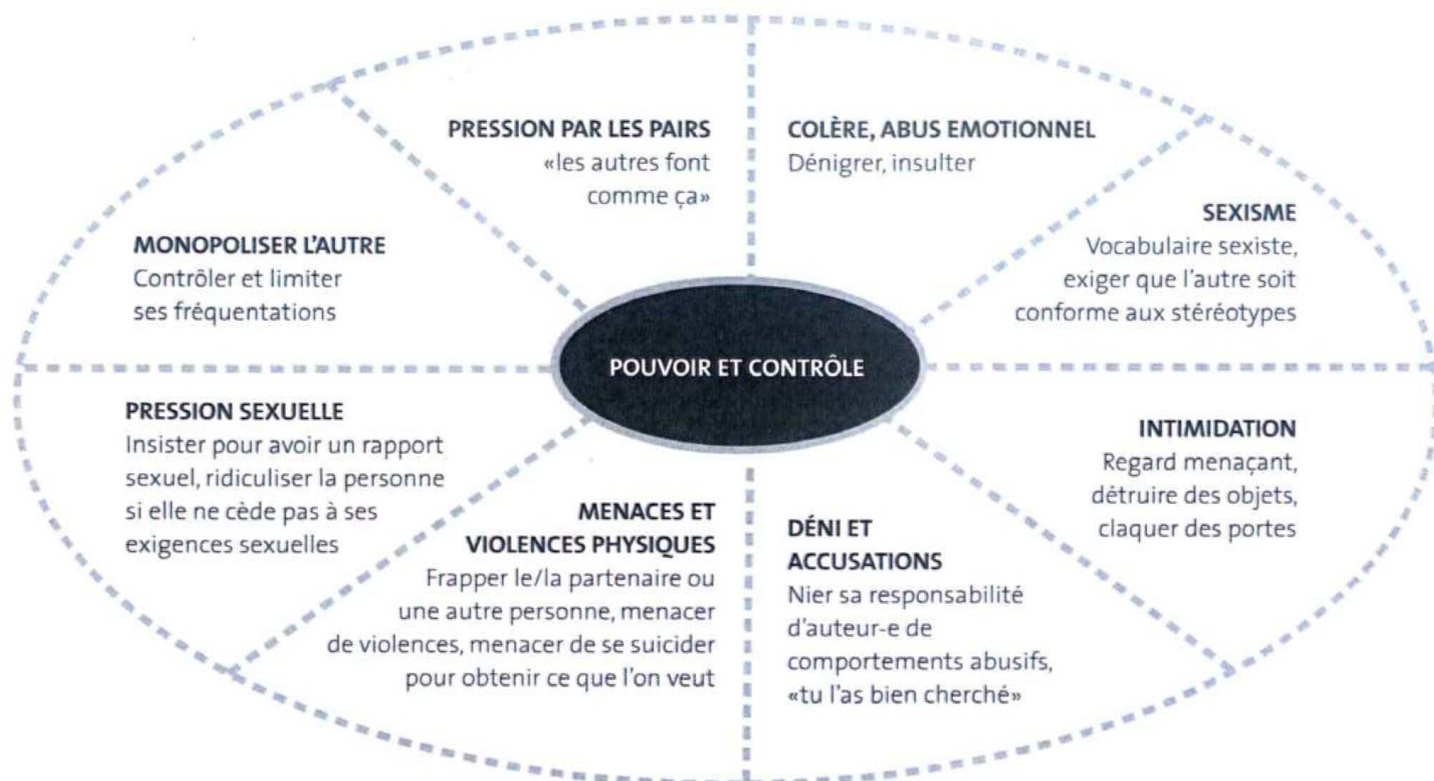 PRESSION PAR LES PAIRS
«les autres font
comme ça»
COLÈRE, ABUS EMOTIONNEL
Dénigrer, insulter
SEXISME
Vocabulaire sexiste,
exiger que l'autre soit
conforme aux stéréotypes
MONOPOLISER L'AUTRE
Contrôler et limiter
ses fréquentations
POUVOIR ET CONTRÔLE
PRESSION SEXUELLE
Insister pour avoir un rapport
sexuel, ridiculiser la personne
si elle ne cède pas à ses
exigences sexuelles
MENACES ET
VIOLENCES PHYSIQUES
Frapper le/la partenaire ou
une autre personne, menacer
de violences, menacer de se suicider
pour obtenir ce que l'on veut
DÉNI ET
ACCUSATIONS
Nier sa responsabilité
d'auteur-e de
comportements abusifs,
«tu l'as bien cherché»
INTIMIDATION
Regard menaçant,
détruire des objets,
claquer des portes